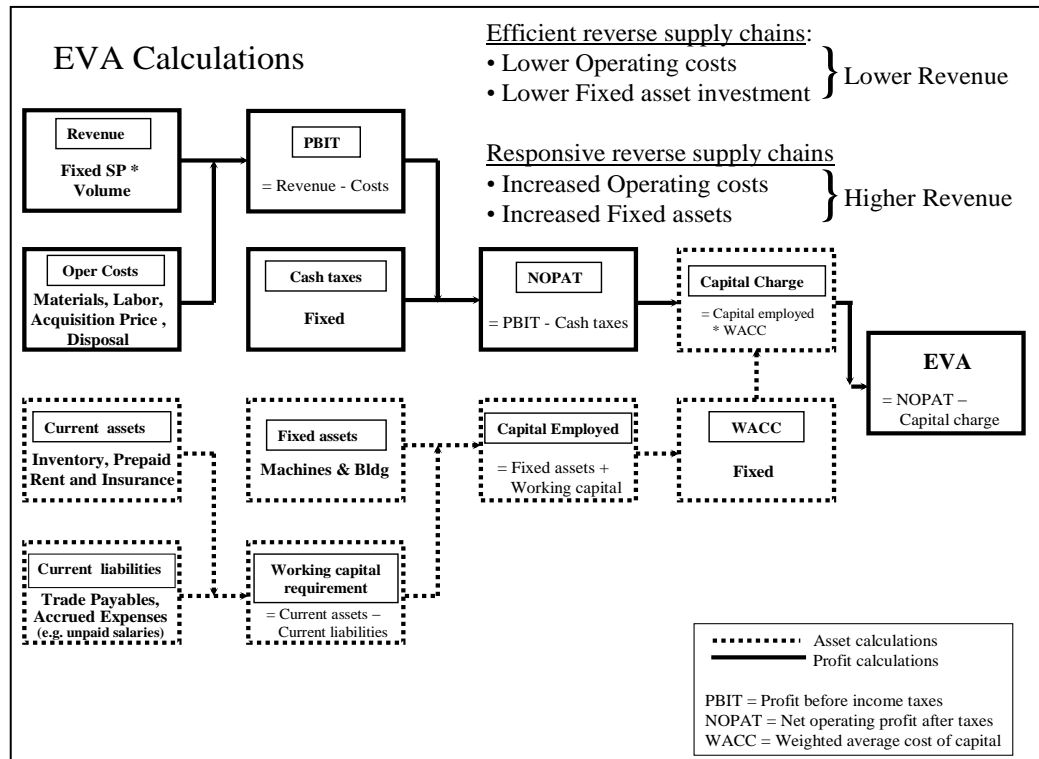 EVA Calculations
Efficient reverse supply chains:
• Lower Operating costs
• Lower Fixed asset investment
Lower Revenue
Responsive reverse supply chains
• Increased Operating costs
• Increased Fixed assets
Higher Revenue
Revenue
Fixed SP *
Volume
PBIT
= Revenue - Costs
Oper Costs
Materials, Labor,
Acquisition Price ,
Disposal
Cash taxes
Fixed
NOPAT
= PBIT - Cash taxes
Capital Charge
= Capital employed
* WACC
EVA
= NOPAT –
Capital charge
Current assets
Inventory, Prepaid
Rent and Insurance
Fixed assets
Machines & Bldg
Capital Employed
= Fixed assets +
Working capital
WACC
Fixed
Current liabilities
Trade Payables,
Accrued Expenses
(e.g. unpaid salaries)
Working capital
requirement
= Current assets –
Current liabilities
Asset calculations
Profit calculations
PBIT = Profit before income taxes
NOPAT = Net operating profit after taxes
WACC = Weighted average cost of capital